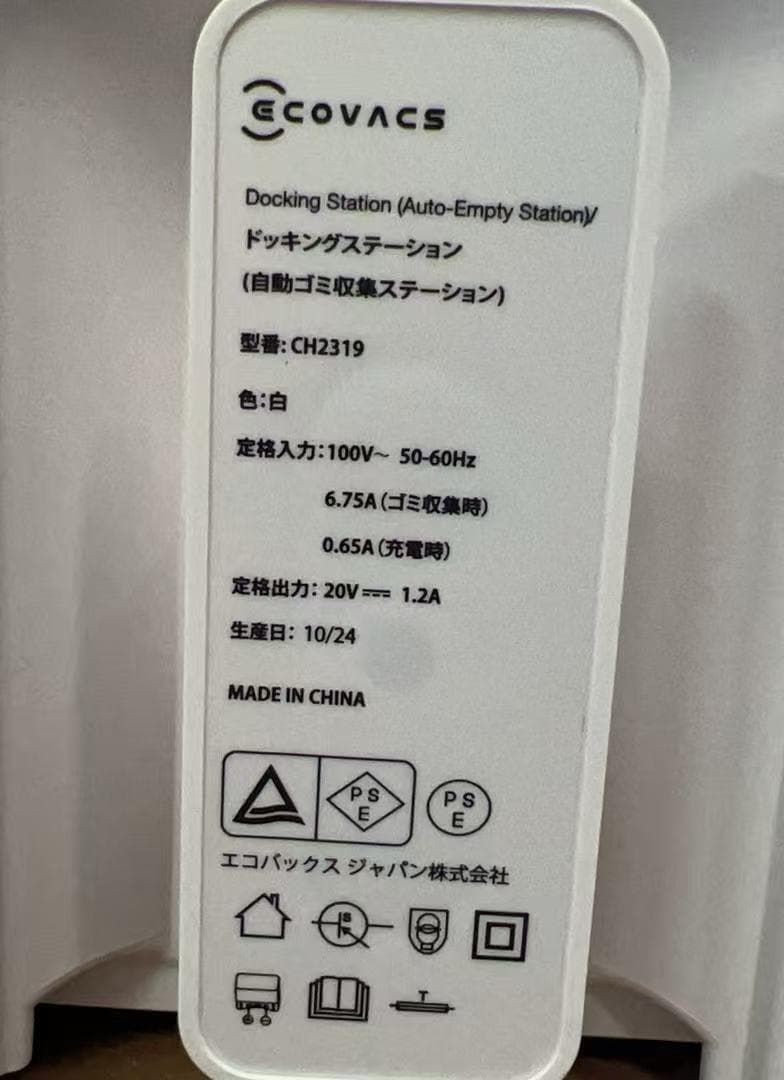 ECOVACS
Docking Station (Auto-Empty Station)/
ドッキングステーション
(自動ゴミ収集ステーション)
型番: CH2319
色:白
定格入力:100V~ 50-60Hz
6.75A(ゴミ収集時)
0.65A(充電時)
定格出力: 20V⎓ 1.2A
生産日: 10/24
MADE IN CHINA
PS
E
PS
E
エコバックス ジャパン株式会社
S